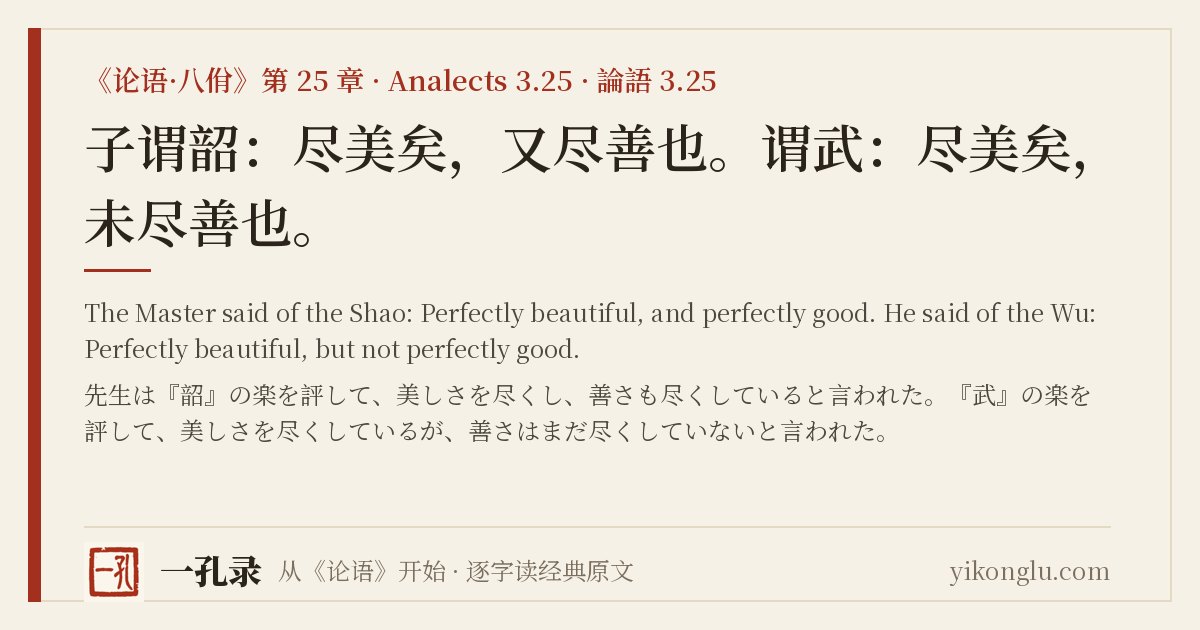 《论语·八佾》第 25 章 · Analects 3.25 · 論語 3.25
子谓韶：尽美矣，又尽善也。谓武：尽美矣，
未尽善也。
The Master said of the Shao: Perfectly beautiful, and perfectly good. He said of the Wu:
Perfectly beautiful, but not perfectly good.
先生は『韶』の楽を評して、美しさを尽くし、善さも尽くしていると言われた。『武』の楽を
評して、美しさを尽くしているが、善さはまだ尽くしていないと言われた。
一孔
一孔录 从《论语》开始 · 逐字读经典原文 yikonglu.com